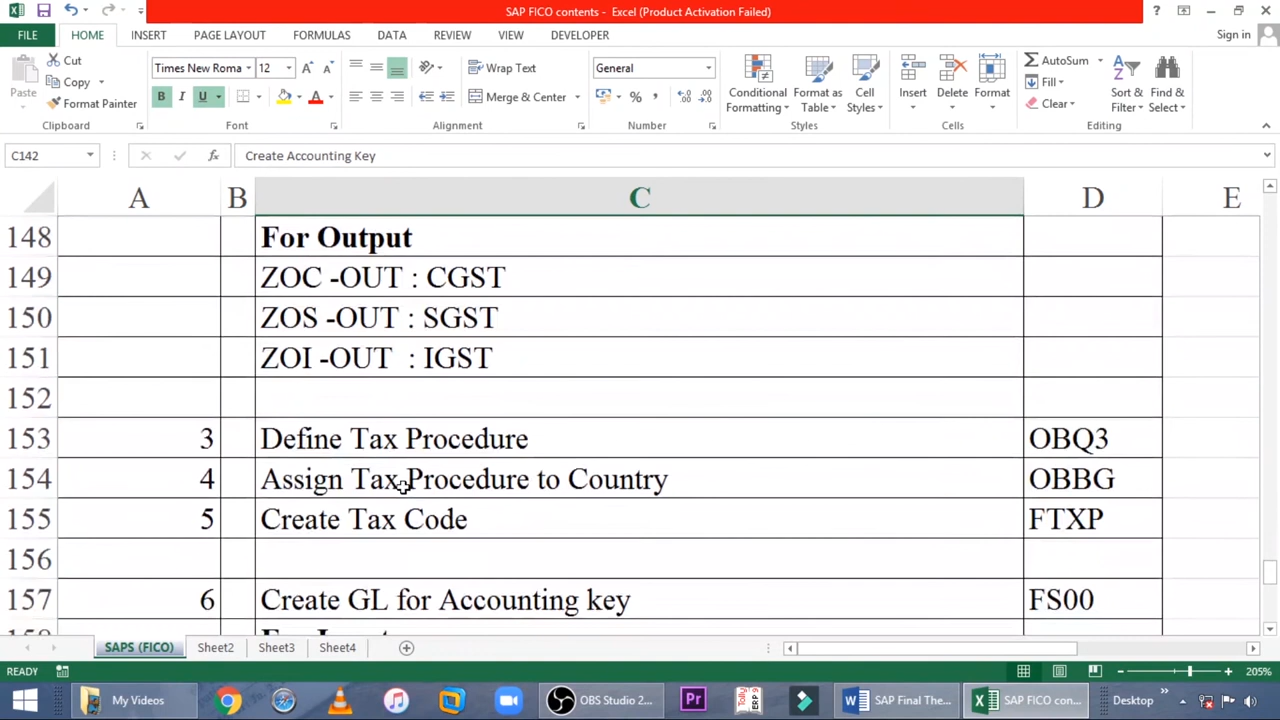 SAP FICO contents - Excel (Product Activation Failed)
FILE HOME INSERT PAGE LAYOUT FORMULAS DATA REVIEW VIEW DEVELOPER Sign in
Cut Times New Roma 12 Wrap Text General AutoSum
Copy Fill
Paste Format Painter B I U A Merge & Center % , Conditional Formatting Format as Table Cell Styles Insert Delete Format Clear Sort & Filter Find & Select
Clipboard Font Alignment Number Styles Cells Editing
C142 fx Create Accounting Key
A B C D E
148 For Output
149 ZOC -OUT : CGST
150 ZOS -OUT : SGST
151 ZOI -OUT : IGST
152
153 3 Define Tax Procedure OBQ3
154 4 Assign Tax Procedure to Country OBBG
155 5 Create Tax Code FTXP
156
157 6 Create GL for Accounting key FS00
SAPS (FICO) Sheet2 Sheet3 Sheet4
READY 205%
My Videos OBS Studio 2... Pr SAP Final The... SAP FICO con... Desktop